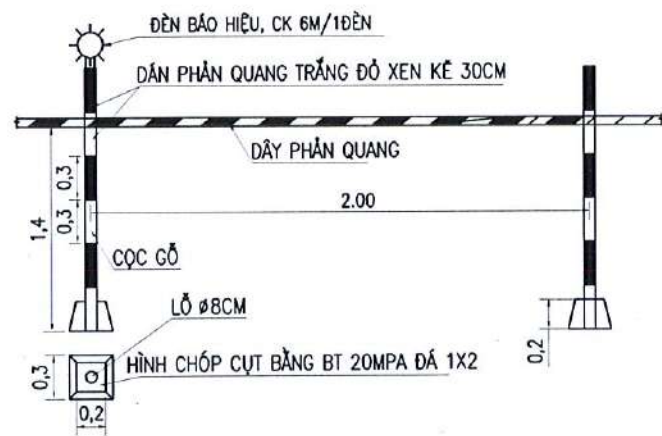 ĐÈN BÁO HIỆU, CK 6M/1ĐÈN
DÁN PHẢN QUANG TRẮNG ĐỎ XEN KẼ 30CM
DÂY PHẢN QUANG
0,3
0,3
1,4
2.00
CỌC GỖ
LỖ Ø8CM
0,2
HÌNH CHÓP CỤT BẰNG BT 20MPA ĐÁ 1X2
0,3
0,2